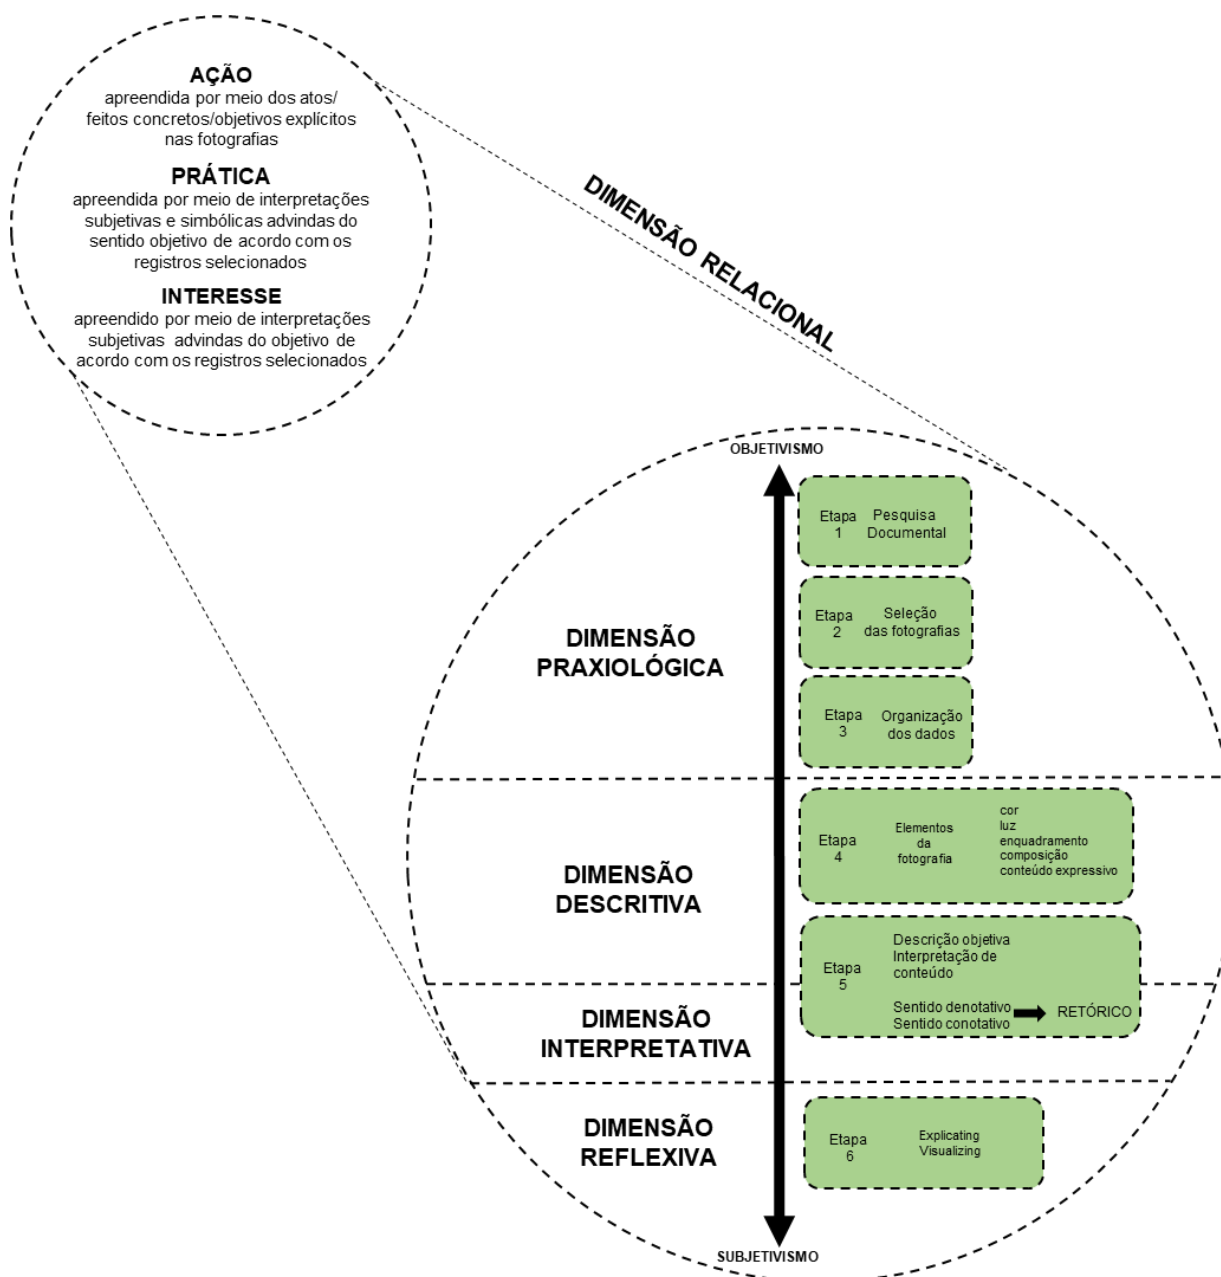 AÇÃO
apreendida por meio dos atos/
feitos concretos/objetivos explícitos
nas fotografias
PRÁTICA
apreendida por meio de interpretações
subjetivas e simbólicas advindas do
sentido objetivo de acordo com os
registros selecionados
INTERESSE
apreendido por meio de interpretações
subjetivas advindas do objetivo de
acordo com os registros selecionados
DIMENSÃO RELACIONAL
OBJETIVISMO
DIMENSÃO
PRAXIOLÓGICA
Etapa
1
Pesquisa
Documental
Etapa
2
Seleção
das fotografias
Etapa
3
Organização
dos dados
DIMENSÃO
DESCRITIVA
Etapa
4
Elementos
da
fotografia
cor
luz
enquadramento
composição
conteúdo expressivo
Etapa
5
Descrição objetiva
Interpretação de
conteúdo
Sentido denotativo
Sentido conotativo
RETÓRICO
DIMENSÃO
INTERPRETATIVA
DIMENSÃO
REFLEXIVA
Etapa
6
Explicating
Visualizing
SUBJETIVISMO